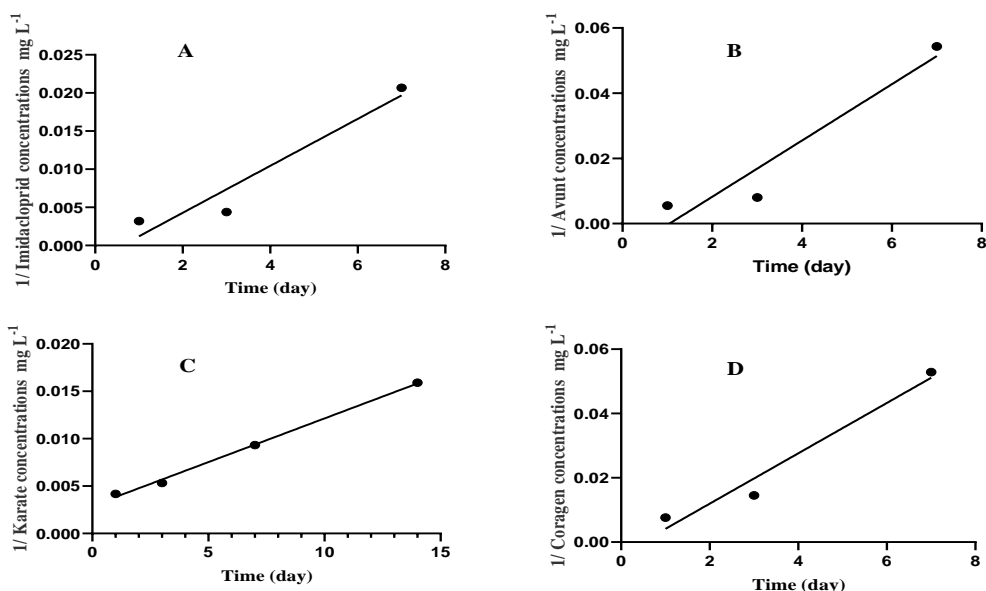 A
1/ Imidacloprid concentrations mg L-1
0.025
0.020
0.015
0.010
0.005
0.000
0 2 4 6 8
Time (day)
B
1/ Avunt concentrations mg L-1
0.06
0.04
0.02
0.00
0 2 4 6 8
Time (day)
C
1/ Karate concentrations mg L-1
0.020
0.015
0.010
0.005
0.000
0 5 10 15
Time (day)
D
1/ Coragen concentrations mg L-1
0.06
0.04
0.02
0.00
0 2 4 6 8
Time (day)